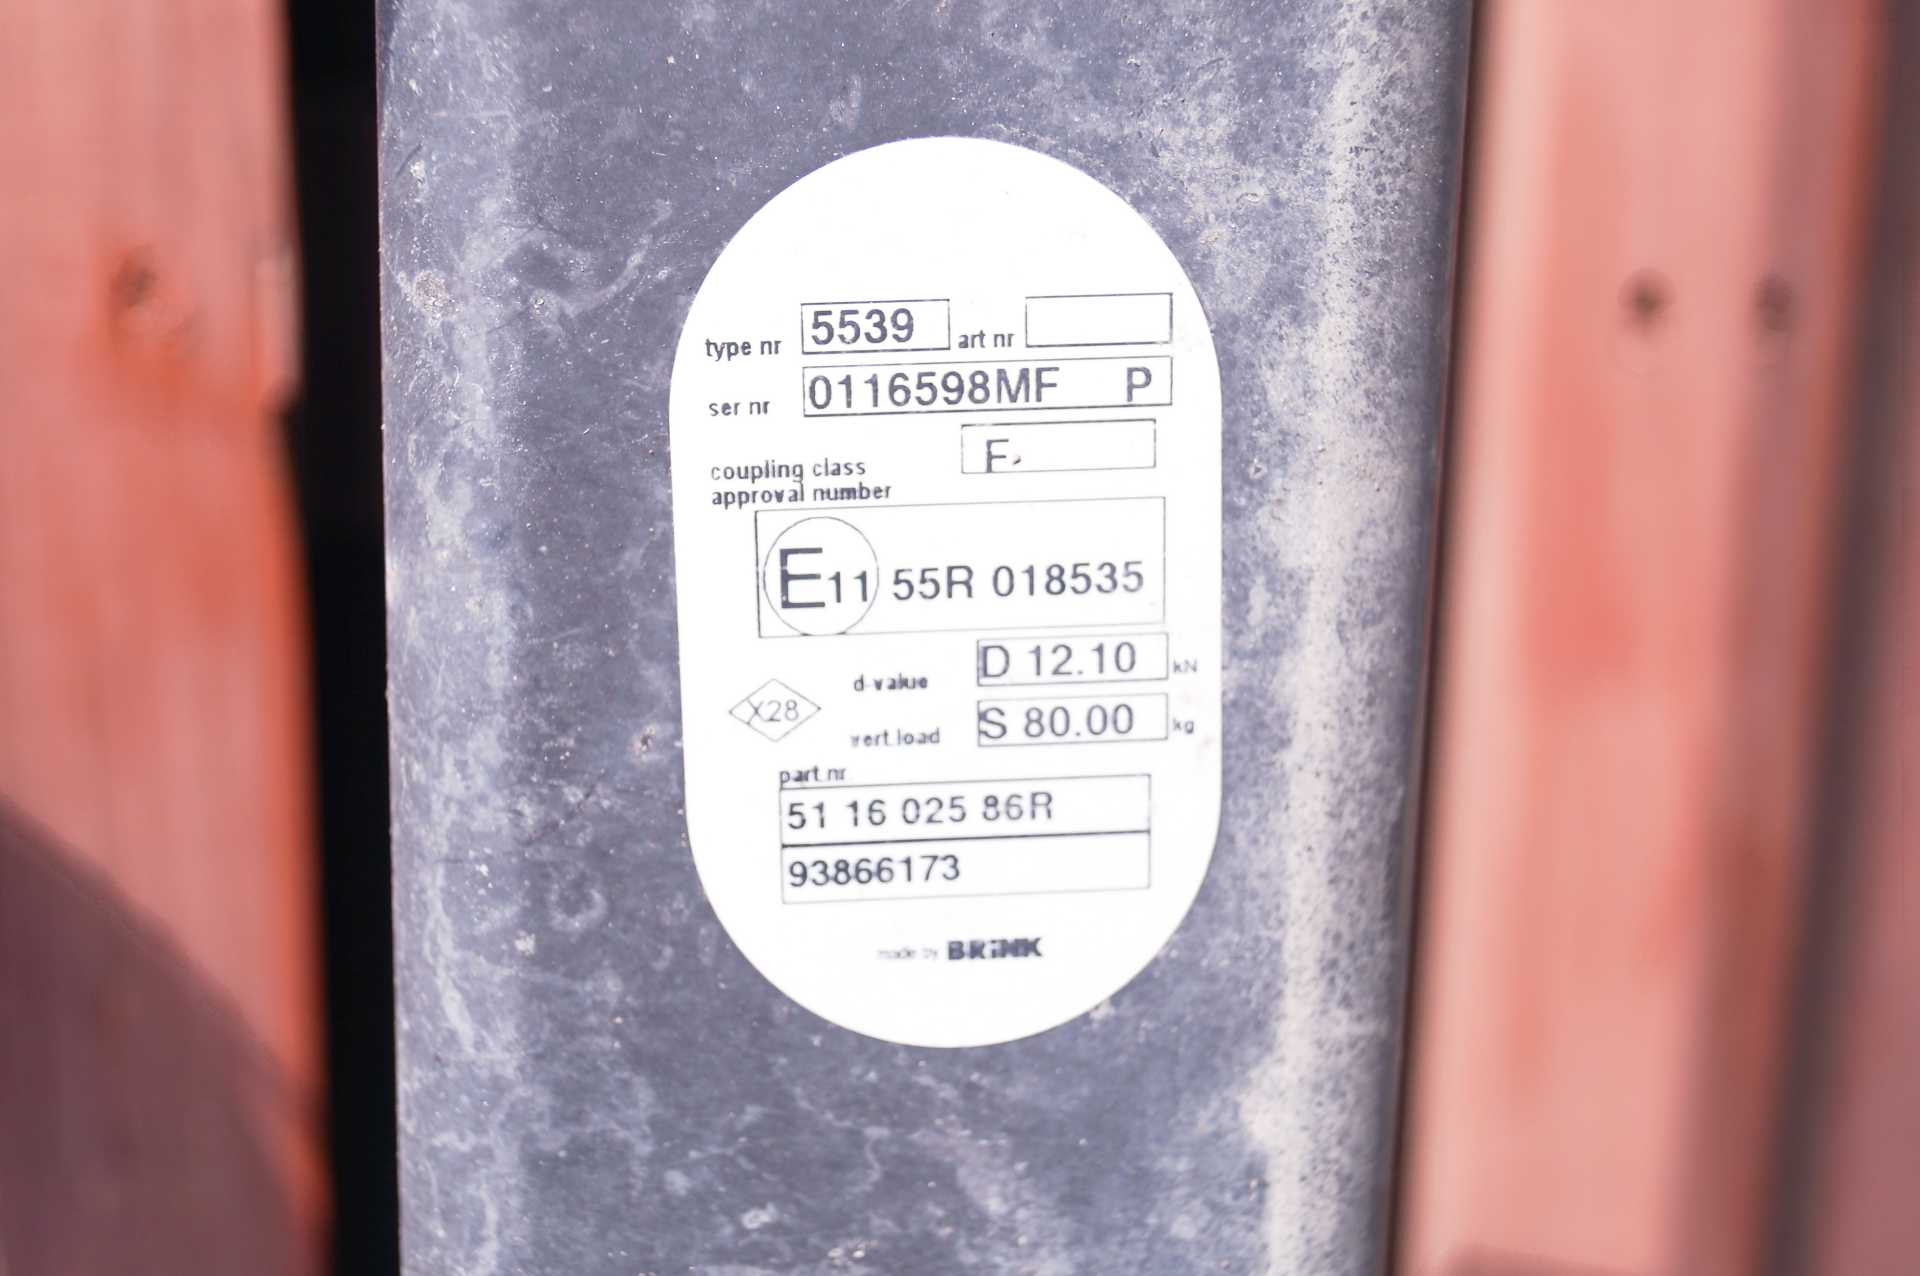 type nr 5539 art nr
ser nr 0116598MF P
coupling class F
approval number
E11 55R 018535
d-value D 12.10 kN
X28
vert.load S 80.00 kg
part nr
51 16 025 86R
93866173
made by BRINK